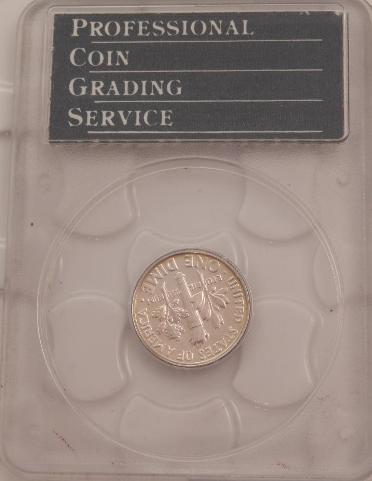 PROFESSIONAL
COIN
GRADING
SERVICE
UNITED STATES OF AMERICA
ONE DIME